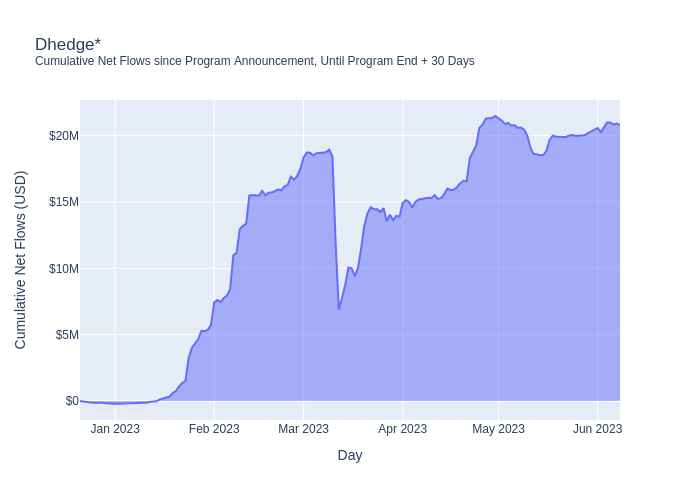 Dhedge*
Cumulative Net Flows since Program Announcement, Until Program End + 30 Days
Cumulative Net Flows (USD)
$20M
$15M
$10M
$5M
$0
Jan 2023
Feb 2023
Mar 2023
Apr 2023
May 2023
Jun 2023
Day